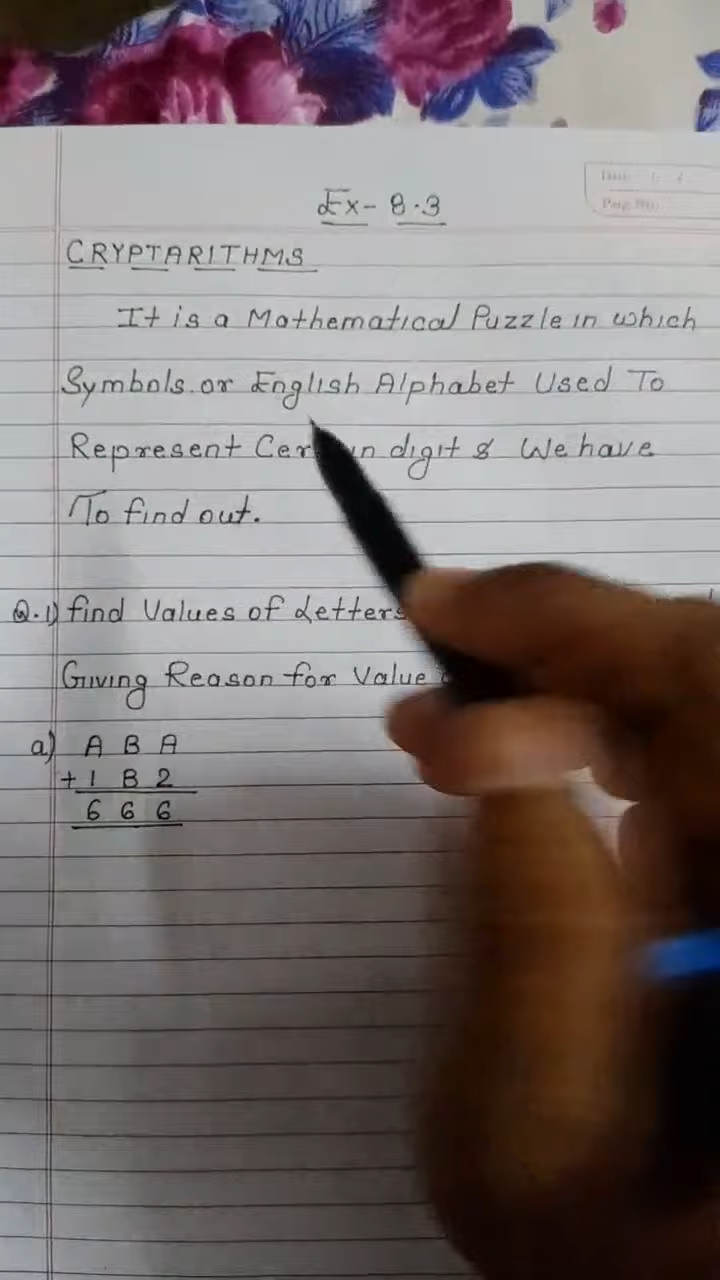 Ex- 8.3
CRYPTARITHMS
It is a Mathematical Puzzle in which
Symbols or English Alphabet Used To
Represent digit & We have
To find out.
Q.1) find Values of Letters
Giving Reason for Value
a) A B A
+ 1 B 2
6 6 6